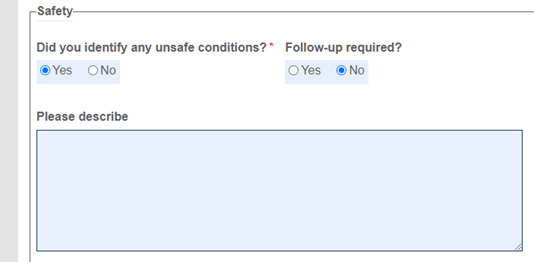 Safety
Did you identify any unsafe conditions?* Follow-up required?
Yes No Yes No
Please describe